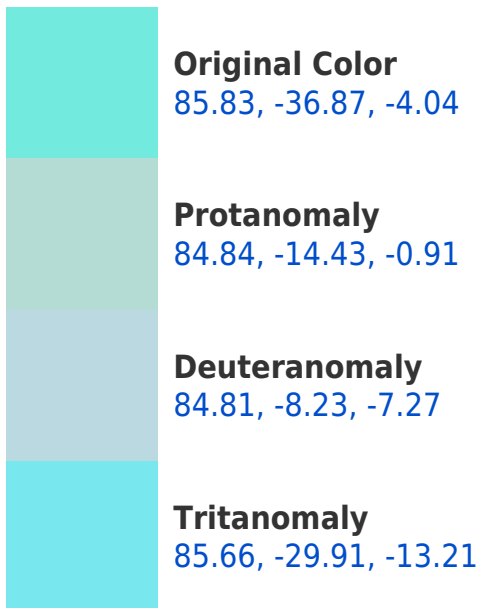 Original Color
85.83, -36.87, -4.04
Protanomaly
84.84, -14.43, -0.91
Deuteranomaly
84.81, -8.23, -7.27
Tritanomaly
85.66, -29.91, -13.21